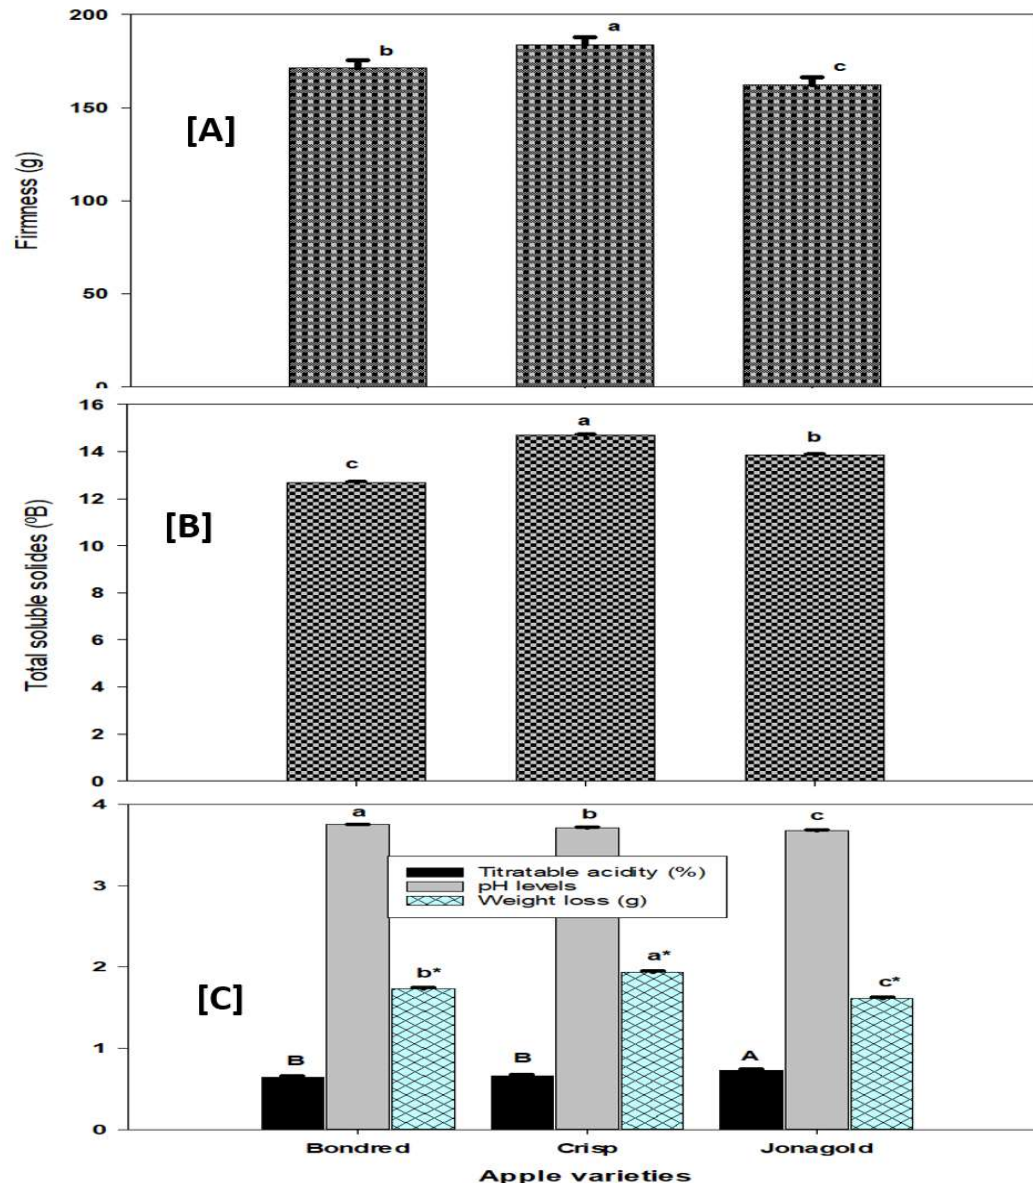 200
b
a
c
150
[A]
100
Firmness (g)
50
0
16
a
14
c
b
12
[B]
10
Total soluble solides (⁰B)
8
6
4
2
0
4
a
b
c
Titratable acidity (%)
pH levels
Weight loss (g)
3
2
b*
a*
c*
[C]
1
B
B
A
0
Bondred
Crisp
Jonagold
Apple varieties